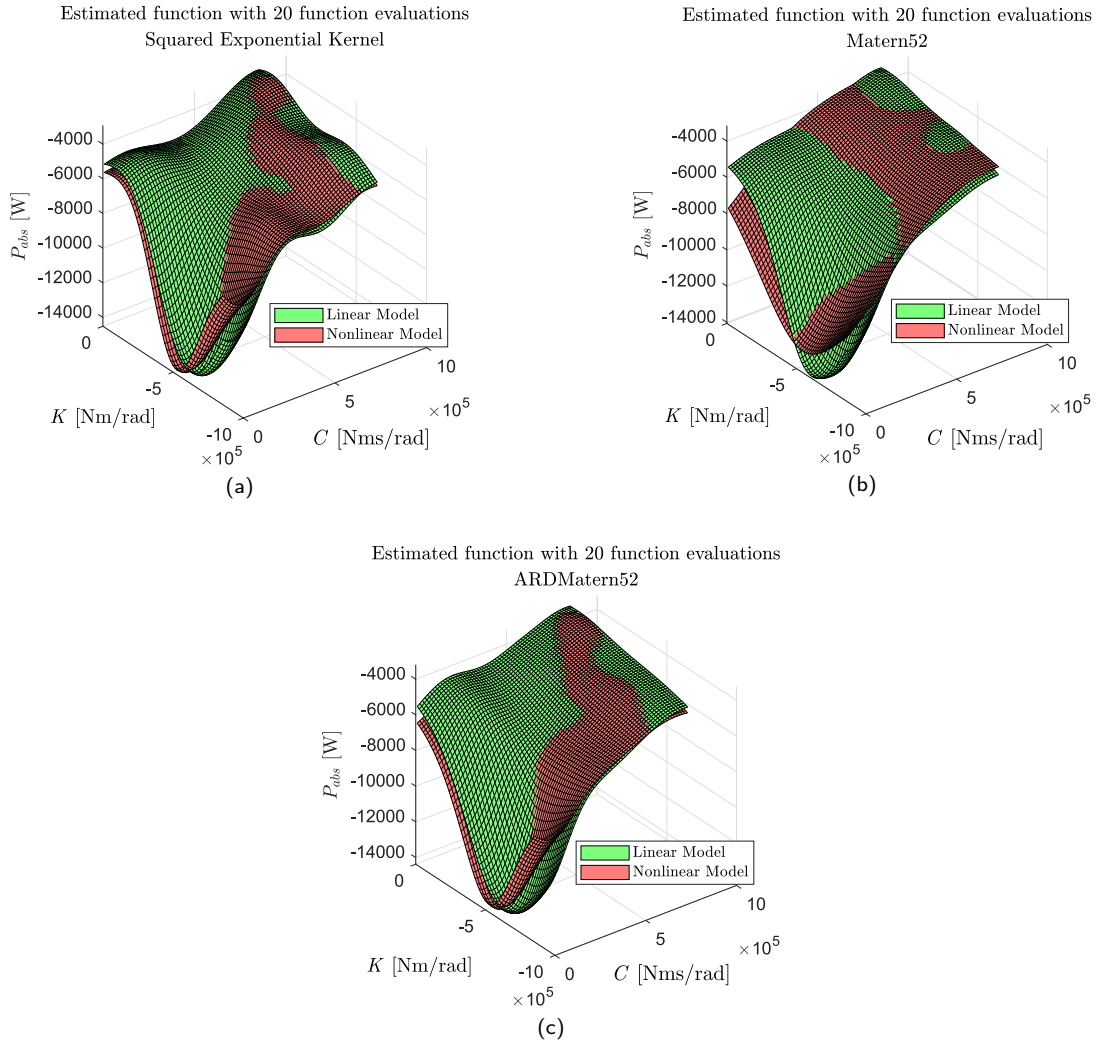 Estimated function with 20 function evaluations
Squared Exponential Kernel
-4000
-6000
-8000
-10000
-12000
-14000
P_abs [W]
0
-5
-10
×10^5
K [Nm/rad]
0
5
10
×10^5
C [Nms/rad]
Linear Model
Nonlinear Model
(a)
Estimated function with 20 function evaluations
Matern52
-4000
-6000
-8000
-10000
-12000
-14000
P_abs [W]
0
-5
-10
×10^5
K [Nm/rad]
0
5
10
×10^5
C [Nms/rad]
Linear Model
Nonlinear Model
(b)
Estimated function with 20 function evaluations
ARDMatern52
-4000
-6000
-8000
-10000
-12000
-14000
P_abs [W]
0
-5
-10
×10^5
K [Nm/rad]
0
5
10
×10^5
C [Nms/rad]
Linear Model
Nonlinear Model
(c)